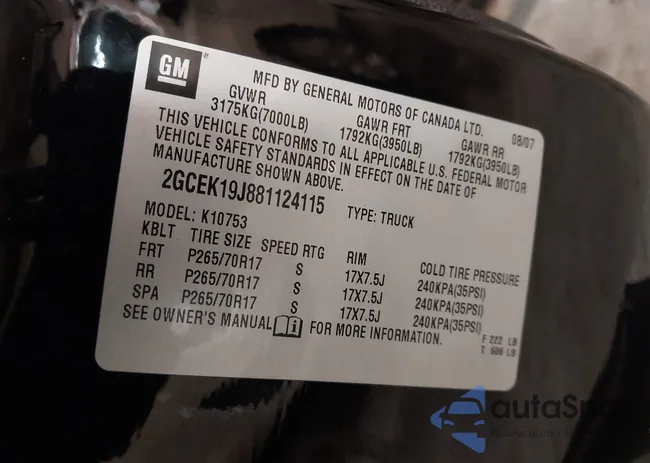 GM
MFD BY GENERAL MOTORS OF CANADA LTD. 08/07
GVWR GAWR FRT GAWR RR
3175KG(7000LB) 1792KG(3950LB) 1792KG(3950LB)
THIS VEHICLE CONFORMS TO ALL APPLICABLE U.S. FEDERAL MOTOR
VEHICLE SAFETY STANDARDS IN EFFECT ON THE DATE OF
MANUFACTURE SHOWN ABOVE.
2GCEK19J881124115 TYPE: TRUCK
MODEL: K10753
KBLT TIRE SIZE SPEED RTG RIM COLD TIRE PRESSURE
FRT P265/70R17 S 17X7.5J 240KPA(35PSI)
RR P265/70R17 S 17X7.5J 240KPA(35PSI)
SPA P265/70R17 S 17X7.5J 240KPA(35PSI)
SEE OWNER'S MANUAL FOR MORE INFORMATION.
F 222 LB
T 606 LB